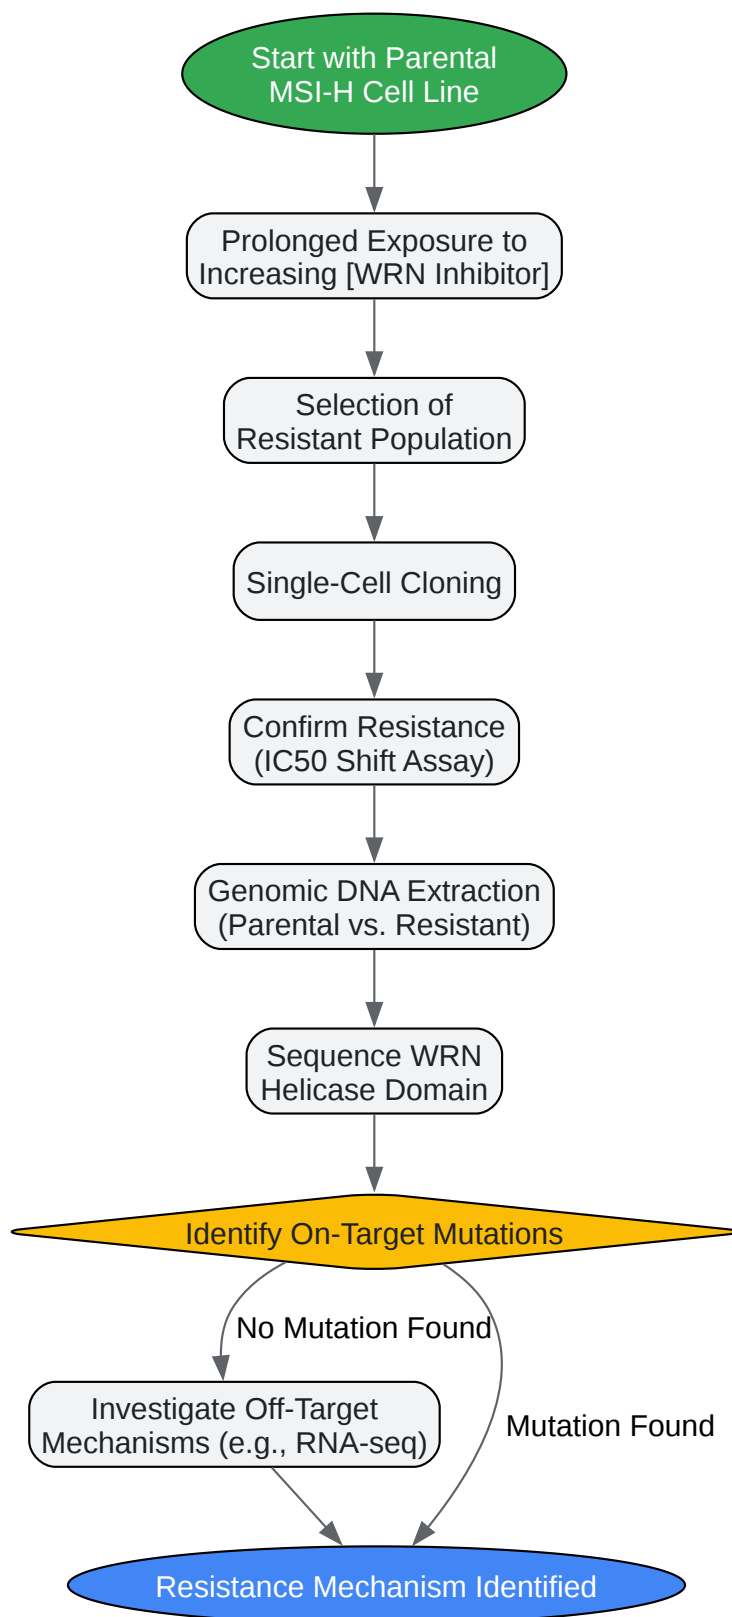 Start with Parental
MSI-H Cell Line
Prolonged Exposure to
Increasing [WRN Inhibitor]
Selection of
Resistant Population
Single-Cell Cloning
Confirm Resistance
(IC50 Shift Assay)
Genomic DNA Extraction
(Parental vs. Resistant)
Sequence WRN
Helicase Domain
Identify On-Target Mutations
No Mutation Found
Investigate Off-Target
Mechanisms (e.g., RNA-seq)
Mutation Found
Resistance Mechanism Identified